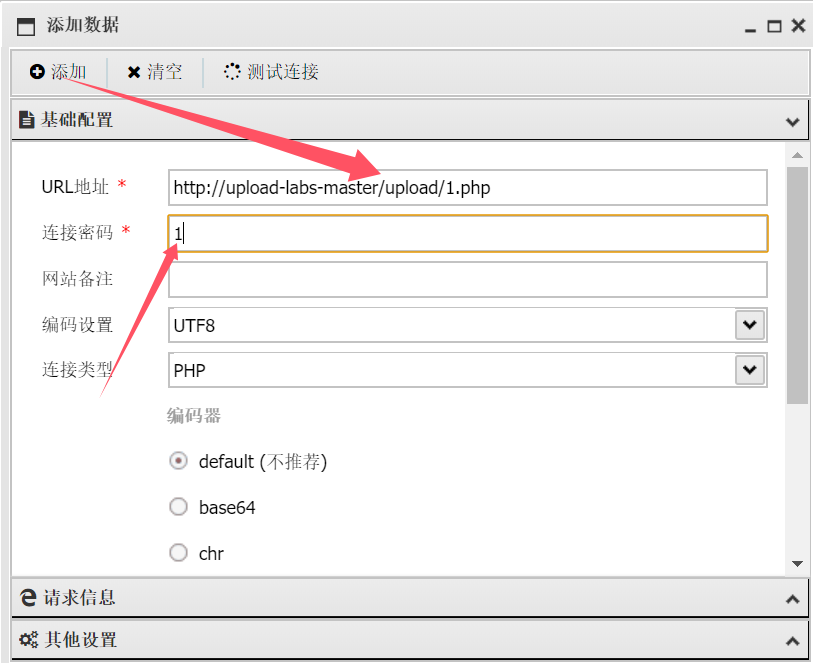 添加数据
添加 清空 测试连接
基础配置
URL地址 * http://upload-labs-master/upload/1.php
连接密码 * 1
网站备注
编码设置 UTF8
连接类型 PHP
编码器
default (不推荐)
base64
chr
请求信息
其他设置